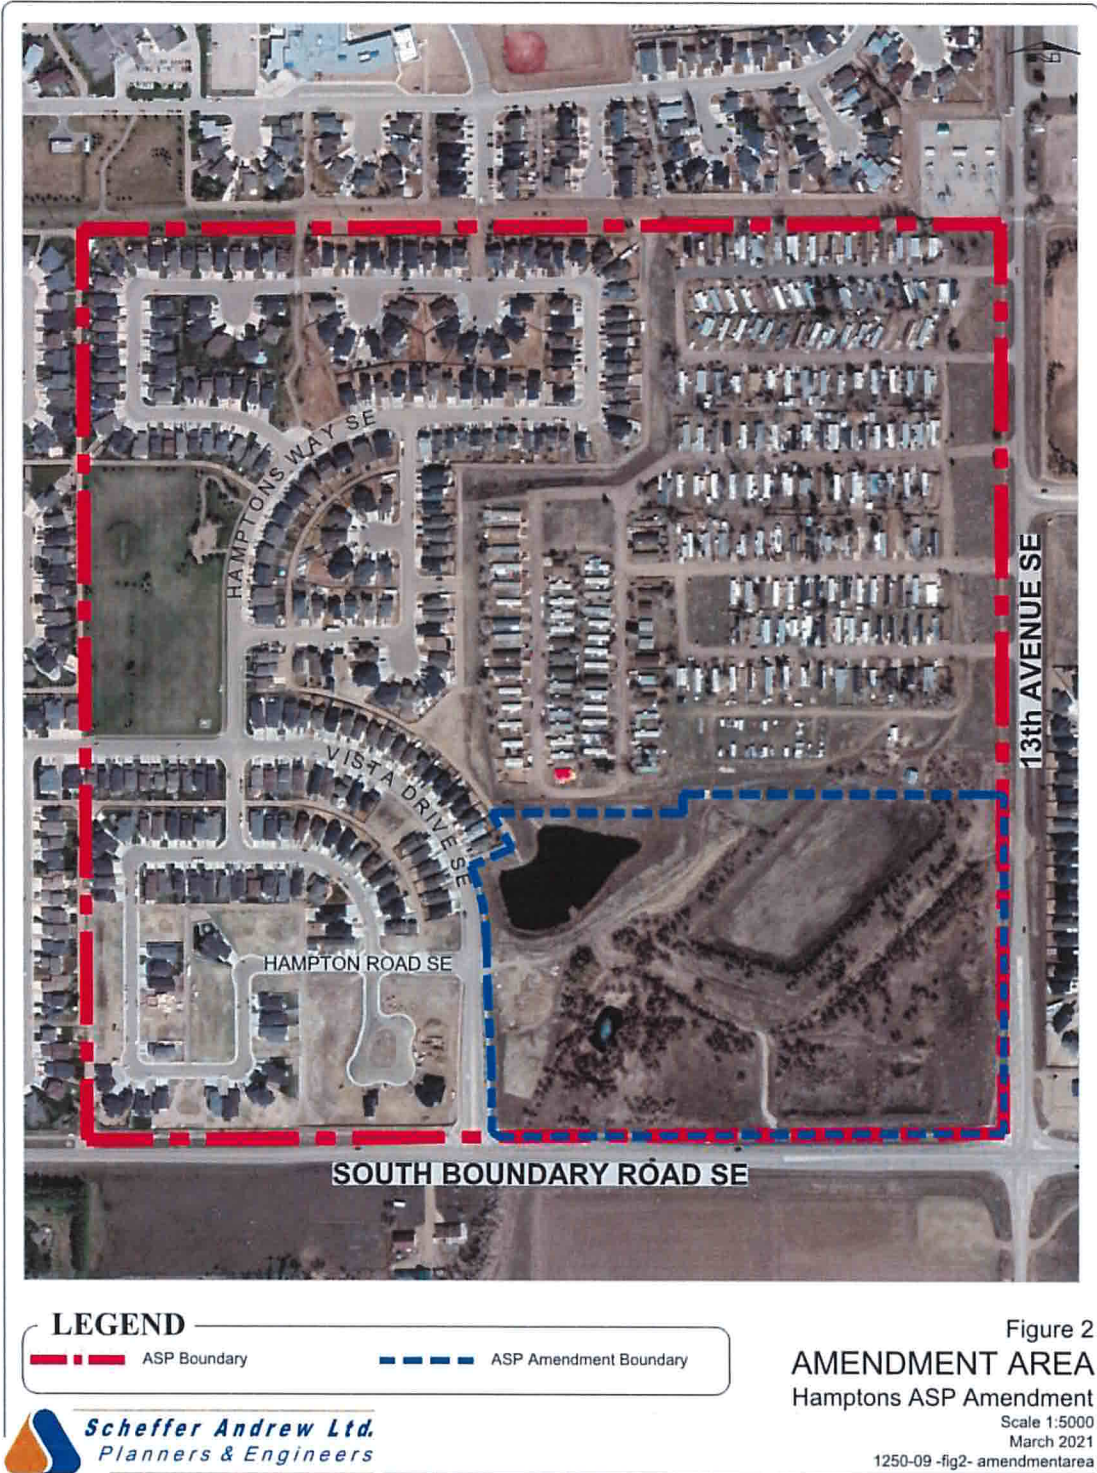 HAMPTONS WAY SE
VISTA DRIVE SE
HAMPTON ROAD SE
13th AVENUE SE
SOUTH BOUNDARY ROAD SE
LEGEND
ASP Boundary
ASP Amendment Boundary
Figure 2
AMENDMENT AREA
Hamptons ASP Amendment
Scale 1:5000
March 2021
1250-09 -fig2- amendmentarea
Scheffer Andrew Ltd.
Planners & Engineers